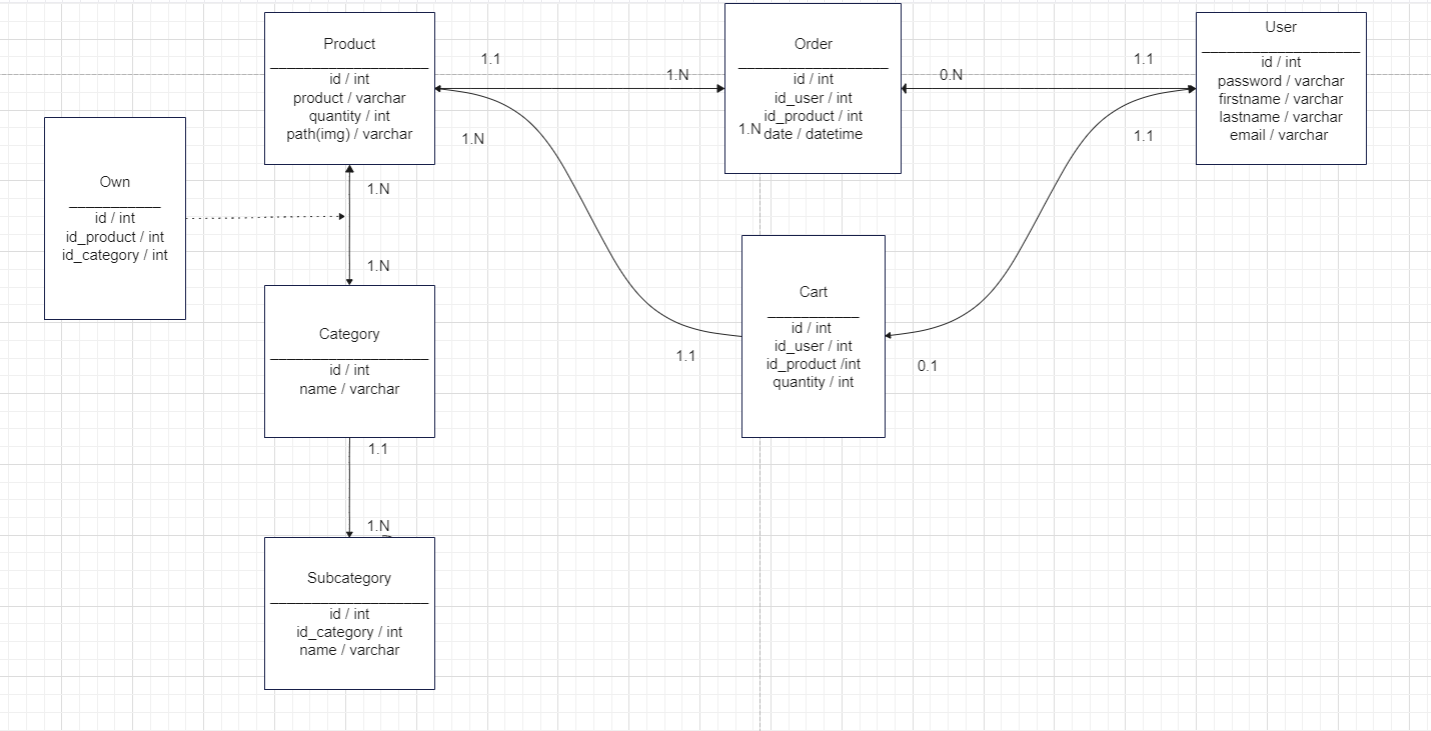 Product
id / int
product / varchar
quantity / int
path(img) / varchar
1.1
1.N
1.N
Order
id / int
id_user / int
id_product / int
date / datetime
1.N
0.N
1.1
1.1
User
id / int
password / varchar
firstname / varchar
lastname / varchar
email / varchar
Own
id / int
id_product / int
id_category / int
1.N
1.N
Category
id / int
name / varchar
1.1
Cart
id / int
id_user / int
id_product /int
quantity / int
0.1
1.1
1.N
Subcategory
id / int
id_category / int
name / varchar